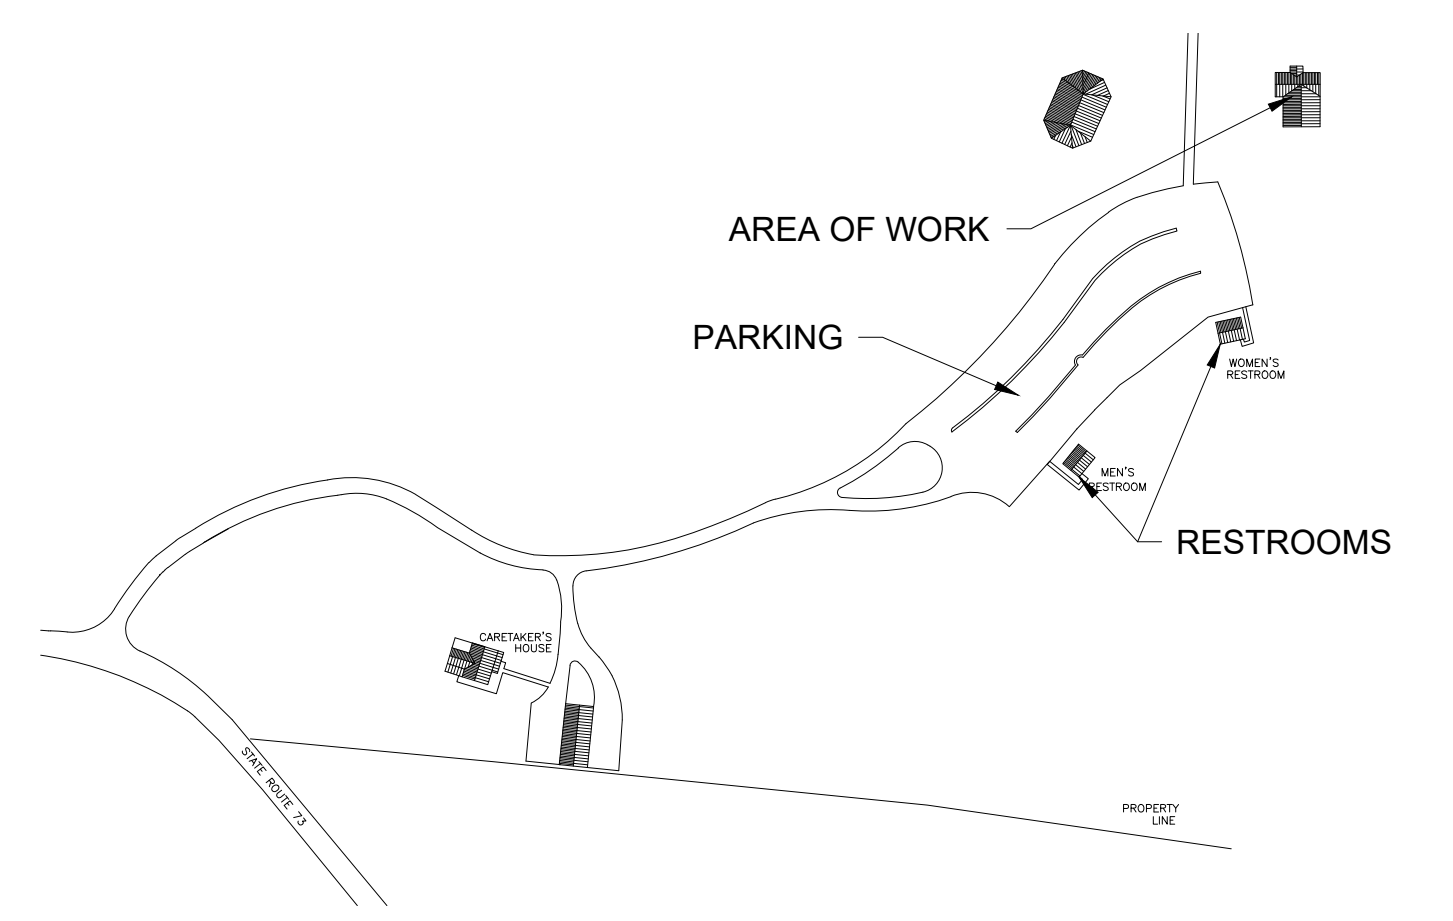 AREA OF WORK
PARKING
WOMEN'S
RESTROOM
MEN'S
RESTROOM
RESTROOMS
CARETAKER'S
HOUSE
STATE ROUTE 73
PROPERTY
LINE